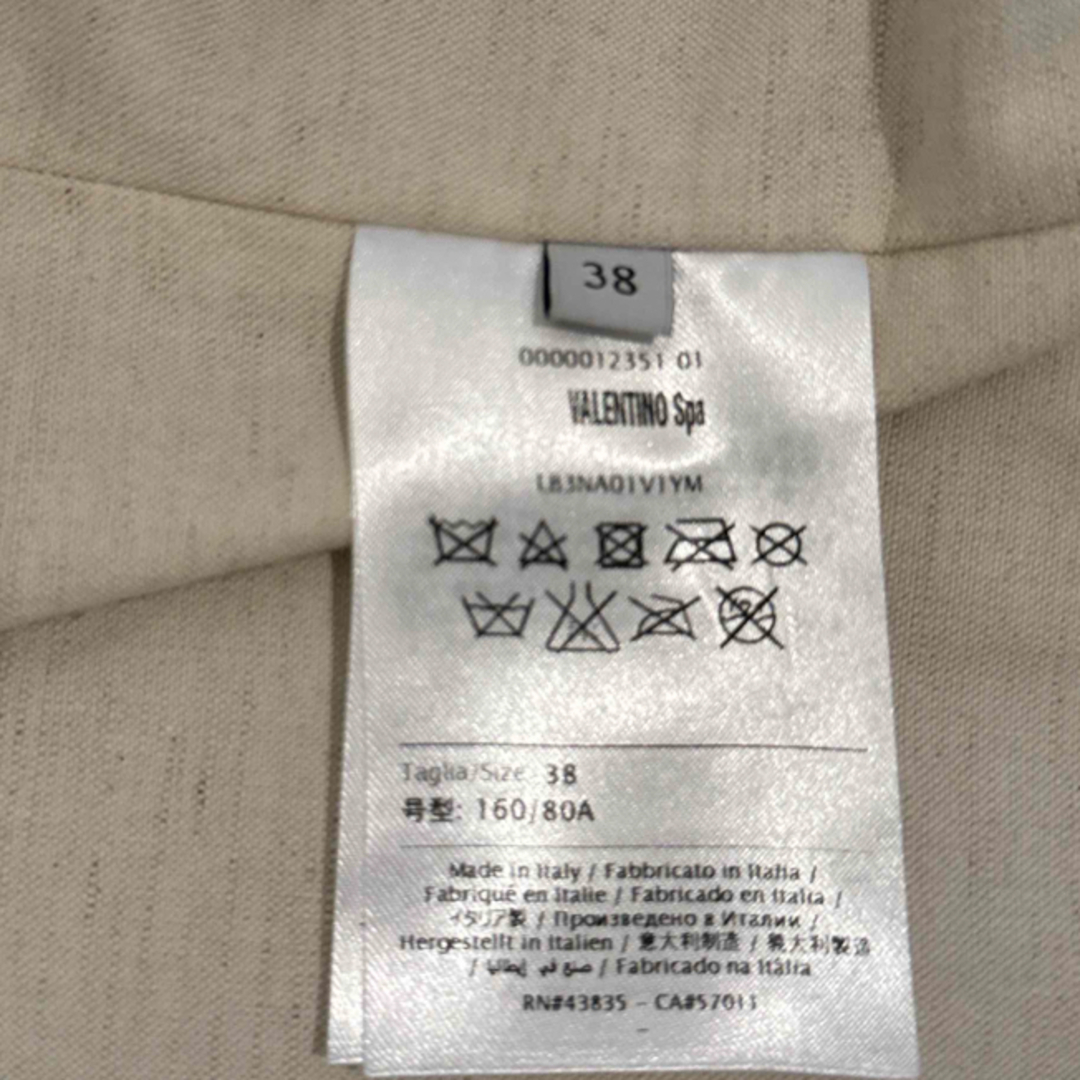 38
0000012351 01
VALENTINO Spa
LB3NA01V1YM
Taglia/Size 38
号型: 160/80A
Made in Italy / Fabbricato in Italia /
Fabriqué en Italie / Fabricado en Italia /
イタリア製 / Произведено в Италии /
Hergestellt in Italien / 意大利制造 / 義大利製造
/ صنع في إيطاليا / Fabricado na Itália
RN#43835 - CA#57011
-